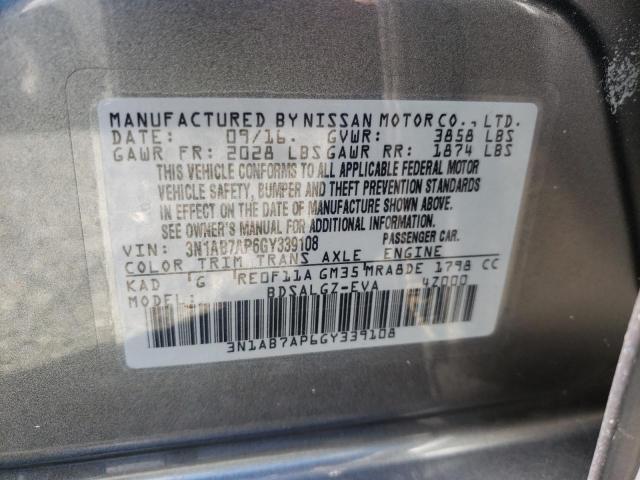 MANUFACTURED BY NISSAN MOTOR CO., LTD.
DATE: 09/16 GVWR: 3858 LBS
GAWR FR: 2028 LBS GAWR RR: 1874 LBS
THIS VEHICLE CONFORMS TO ALL APPLICABLE FEDERAL MOTOR
VEHICLE SAFETY, BUMPER AND THEFT PREVENTION STANDARDS
IN EFFECT ON THE DATE OF MANUFACTURE SHOWN ABOVE.
SEE OWNER'S MANUAL FOR ADDITIONAL INFORMATION.
VIN: 3N1AB7AP6GY339108 PASSENGER CAR.
COLOR TRIM TRANS AXLE ENGINE
KAD G RE0F11A GM35 MRA8DE 1798 CC
MODEL: BDSALGZ-EVA 4Z000
3N1AB7AP6GY339108